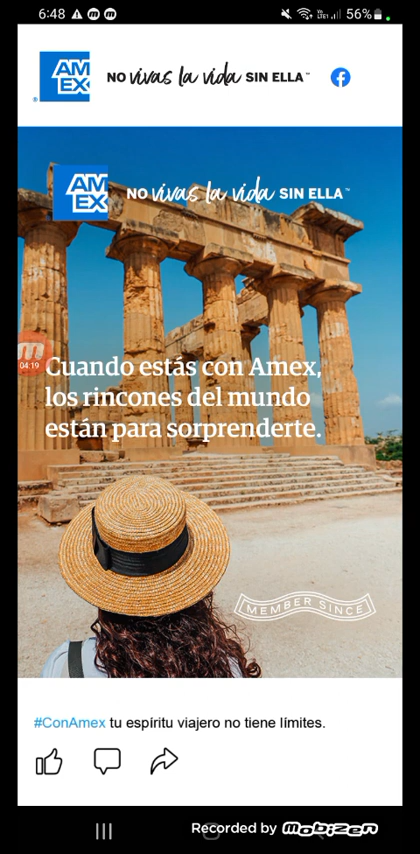 6:48
56%
AM
EX
NO vivas la vida SIN ELLA™
AM
EX
NO vivas la vida SIN ELLA™
04:19
Cuando estás con Amex,
los rincones del mundo
están para sorprenderte.
MEMBER SINCE
#ConAmex tu espíritu viajero no tiene límites.
Recorded by Mobizen